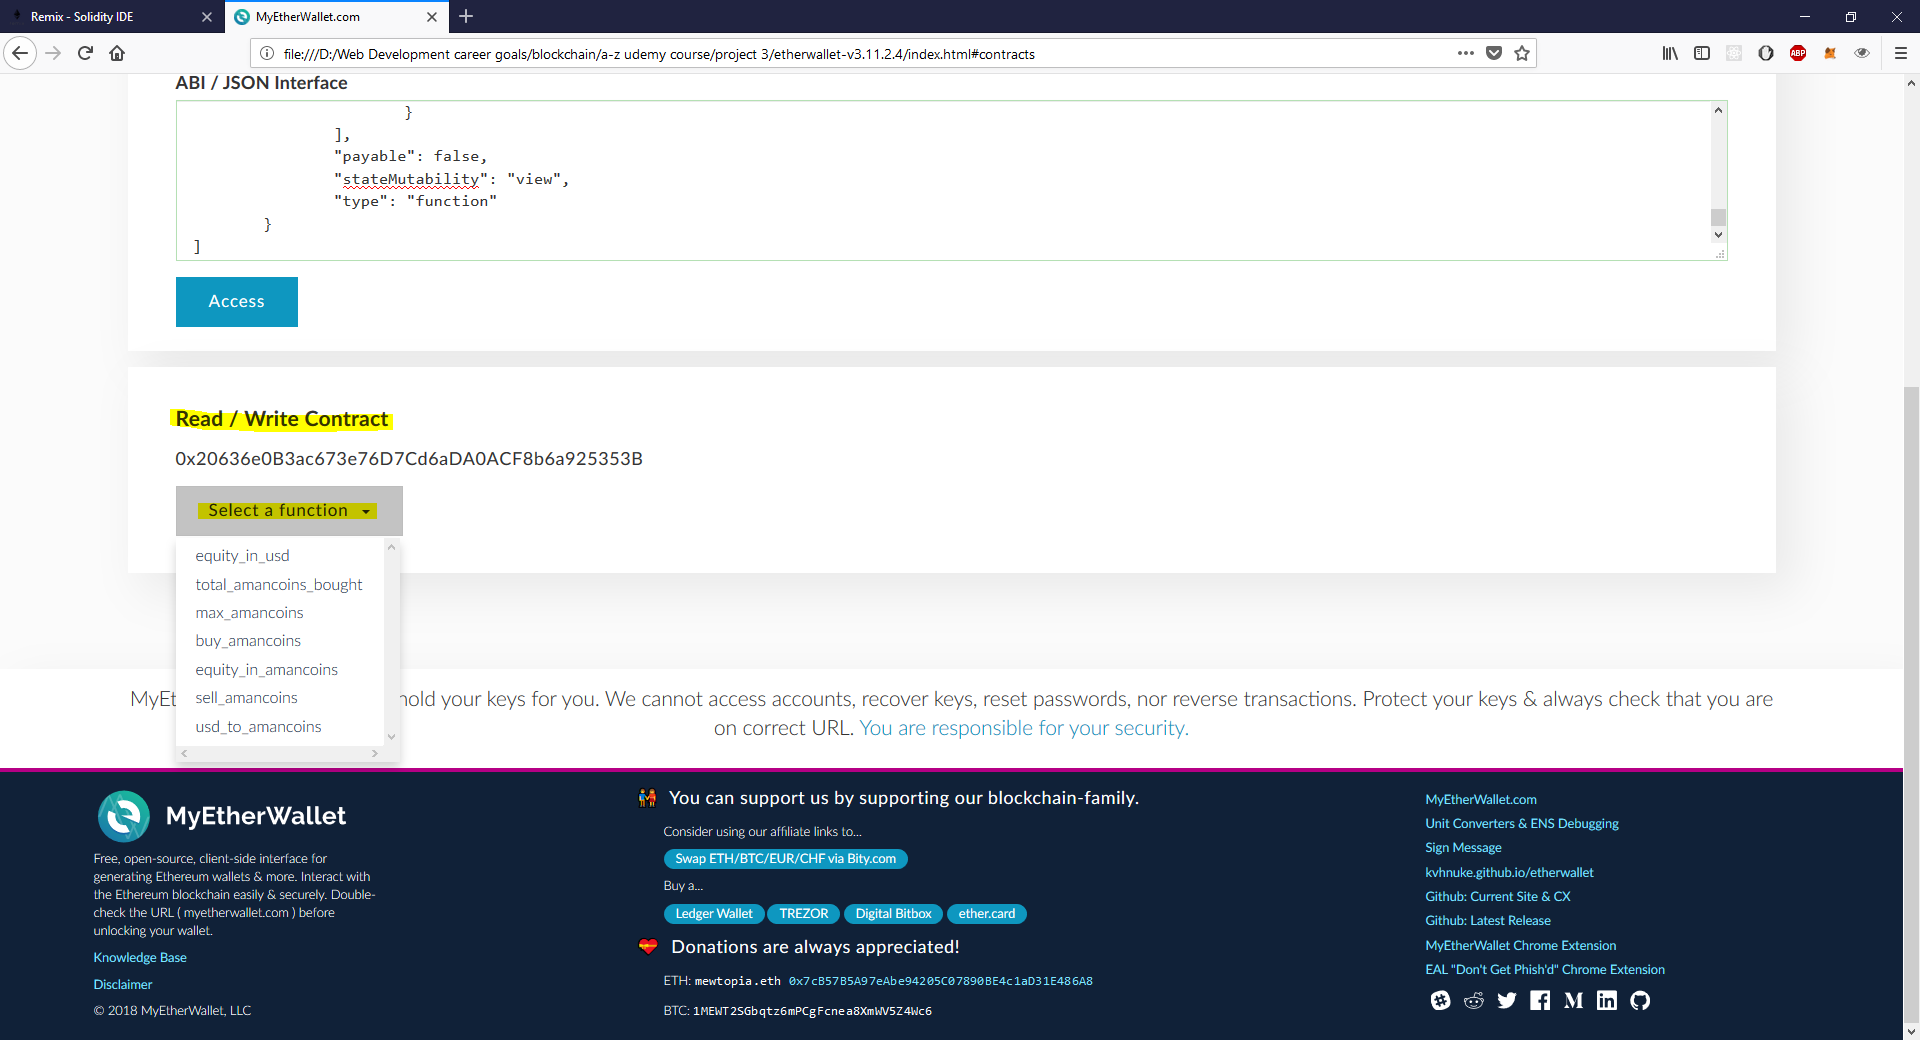 Remix - Solidity IDE
MyEtherWallet.com
file:///D:/Web Development career goals/blockchain/a-z udemy course/project 3/etherwallet-v3.11.2.4/index.html#contracts
ABP
ABI / JSON Interface
}
],
"payable": false,
"stateMutability": "view",
"type": "function"
}
]
Access
Read / Write Contract
0x20636e0B3ac673e76D7Cd6aDA0ACF8b6a925353B
Select a function
equity_in_usd
total_amancoins_bought
max_amancoins
buy_amancoins
equity_in_amancoins
sell_amancoins
usd_to_amancoins
MyEt hold your keys for you. We cannot access accounts, recover keys, reset passwords, nor reverse transactions. Protect your keys & always check that you are
on correct URL. You are responsible for your security.
MyEtherWallet
Free, open-source, client-side interface for
generating Ethereum wallets & more. Interact with
the Ethereum blockchain easily & securely. Double-
check the URL ( myetherwallet.com ) before
unlocking your wallet.
Knowledge Base
Disclaimer
© 2018 MyEtherWallet, LLC
You can support us by supporting our blockchain-family.
Consider using our affiliate links to...
Swap ETH/BTC/EUR/CHF via Bity.com
Buy a...
Ledger Wallet TREZOR Digital Bitbox ether.card
Donations are always appreciated!
ETH: mewtopia.eth 0x7cB57B5A97eAbe94205C07890BE4c1aD31E486A8
BTC: 1MEWT2SGbqtz6mPCgFcnea8XmWV5Z4Wc6
MyEtherWallet.com
Unit Converters & ENS Debugging
Sign Message
kvhnuke.github.io/etherwallet
Github: Current Site & CX
Github: Latest Release
MyEtherWallet Chrome Extension
EAL "Don't Get Phish'd" Chrome Extension